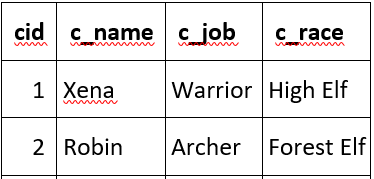 cid c_name c_job c_race
1 Xena Warrior High Elf
2 Robin Archer Forest Elf